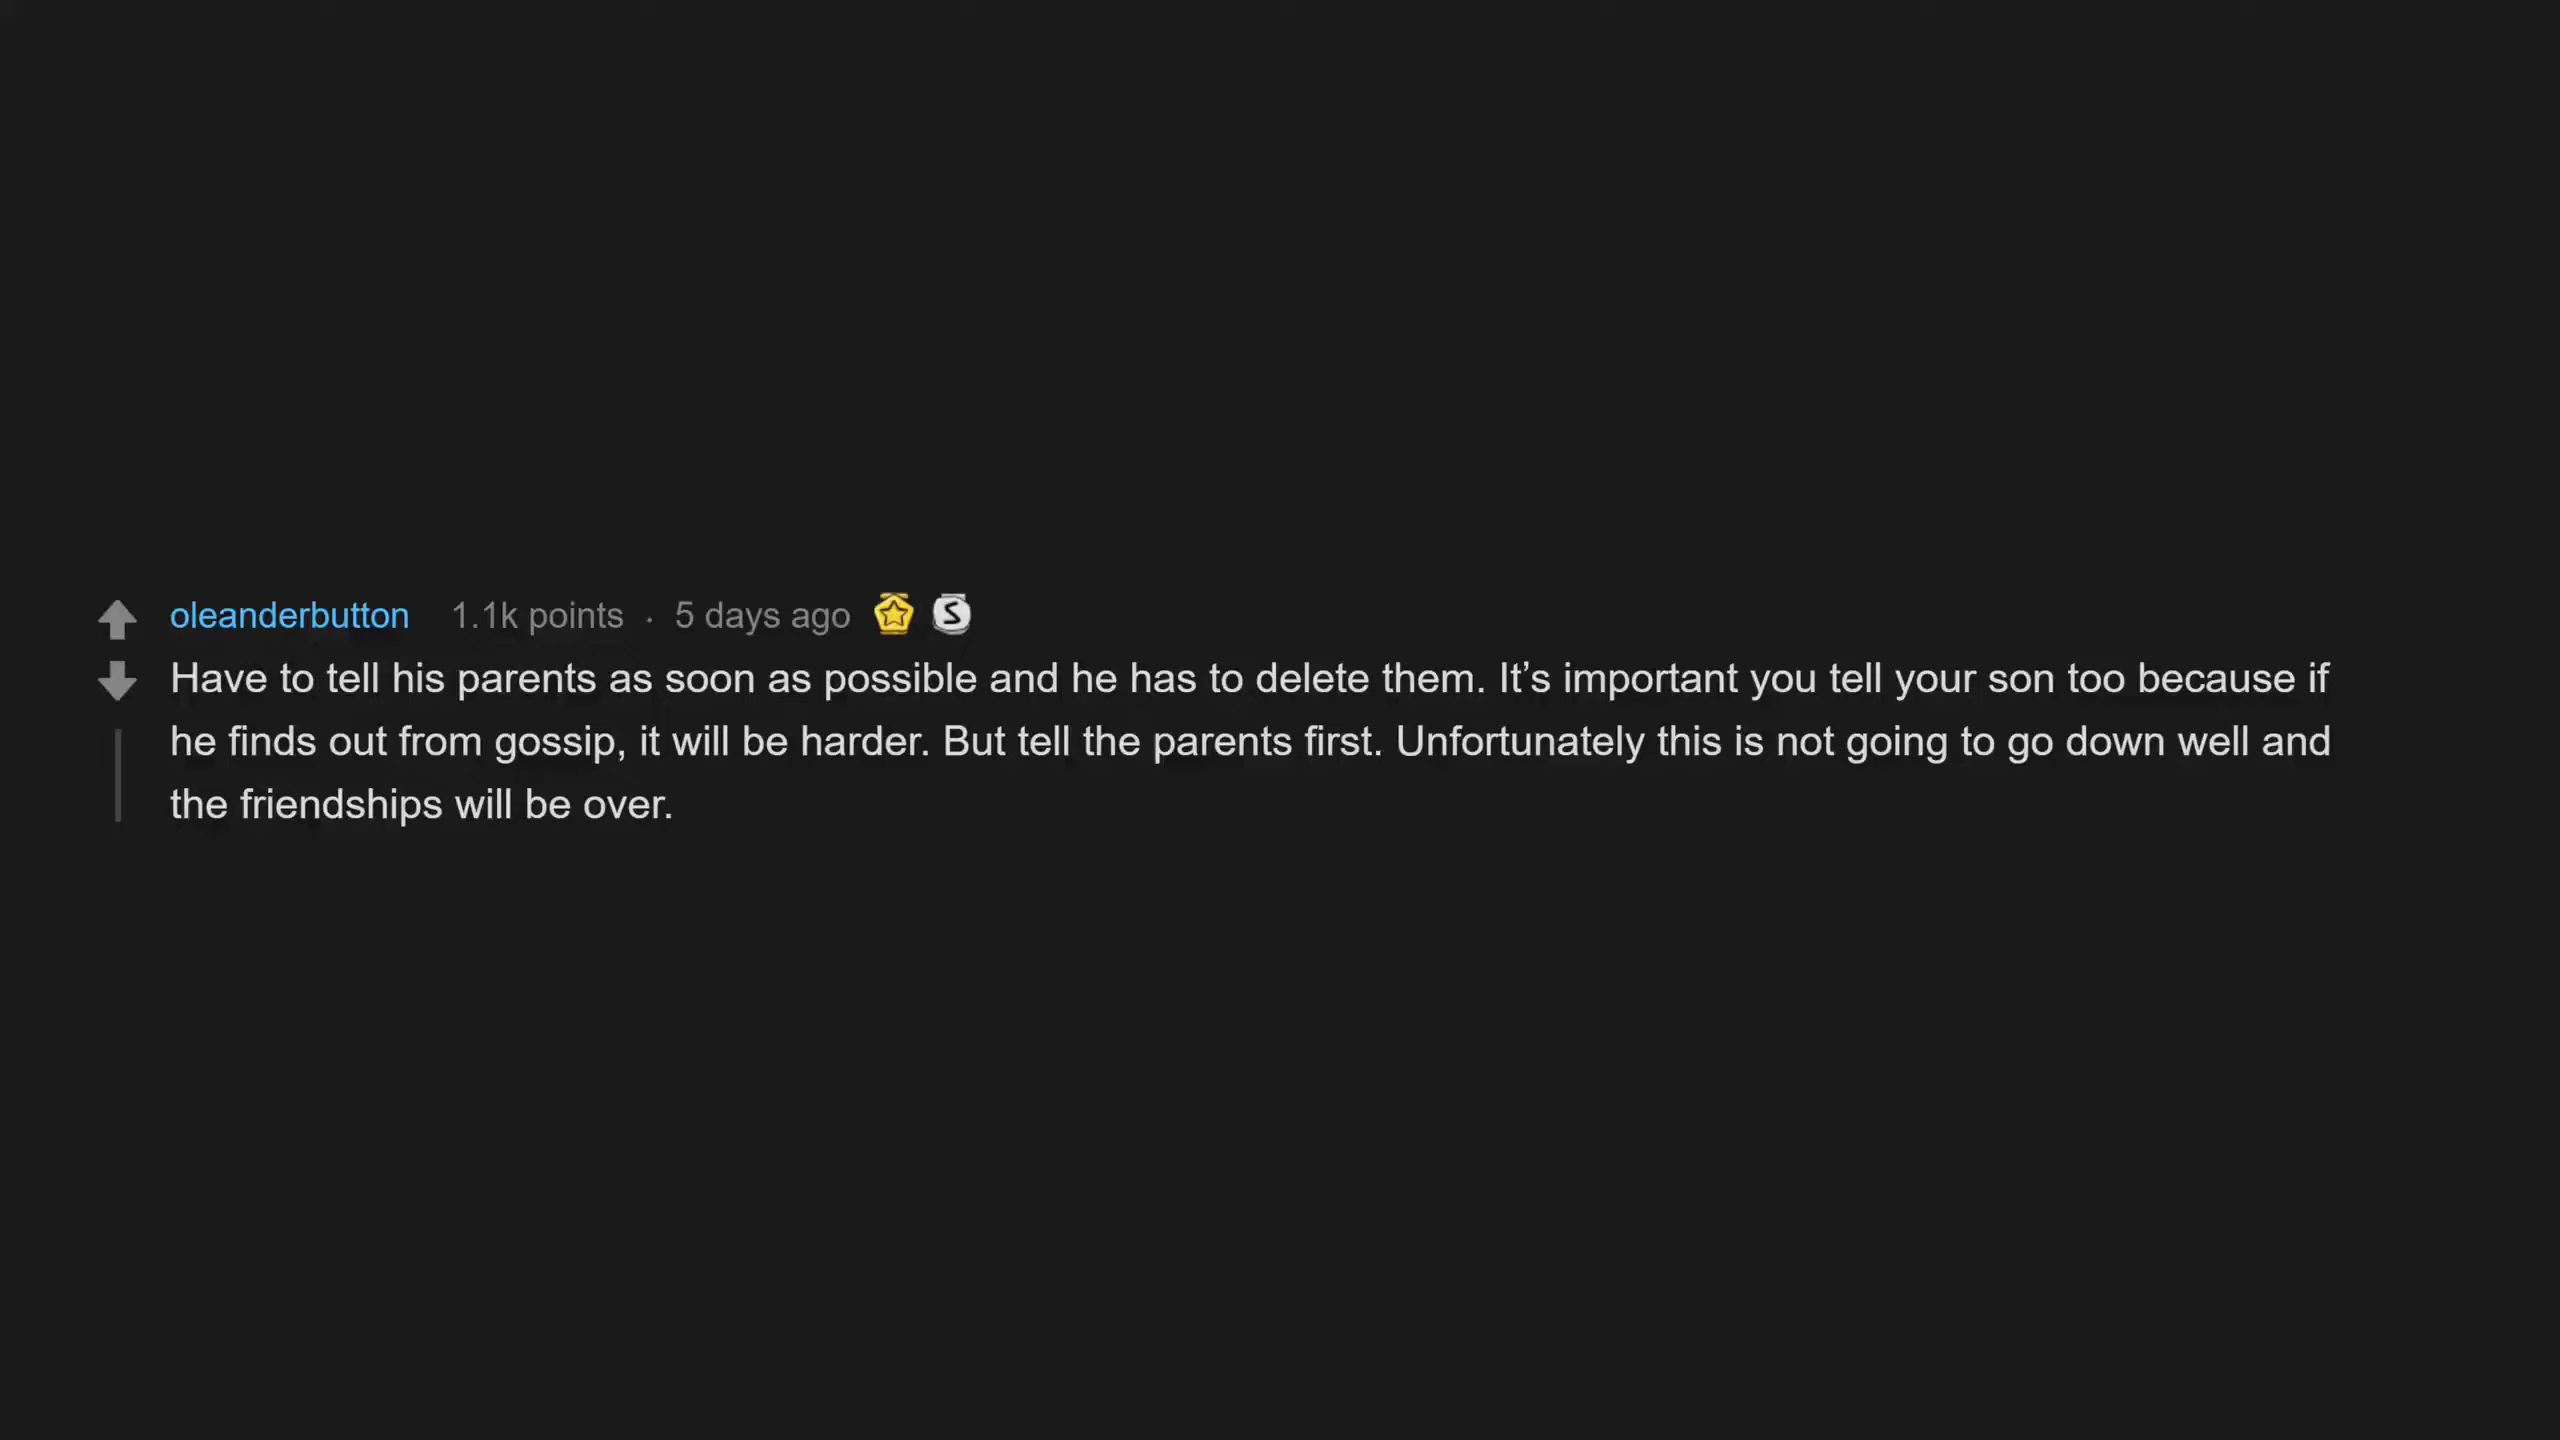 oleanderbutton 1.1k points · 5 days ago S
Have to tell his parents as soon as possible and he has to delete them. It’s important you tell your son too because if
he finds out from gossip, it will be harder. But tell the parents first. Unfortunately this is not going to go down well and
the friendships will be over.